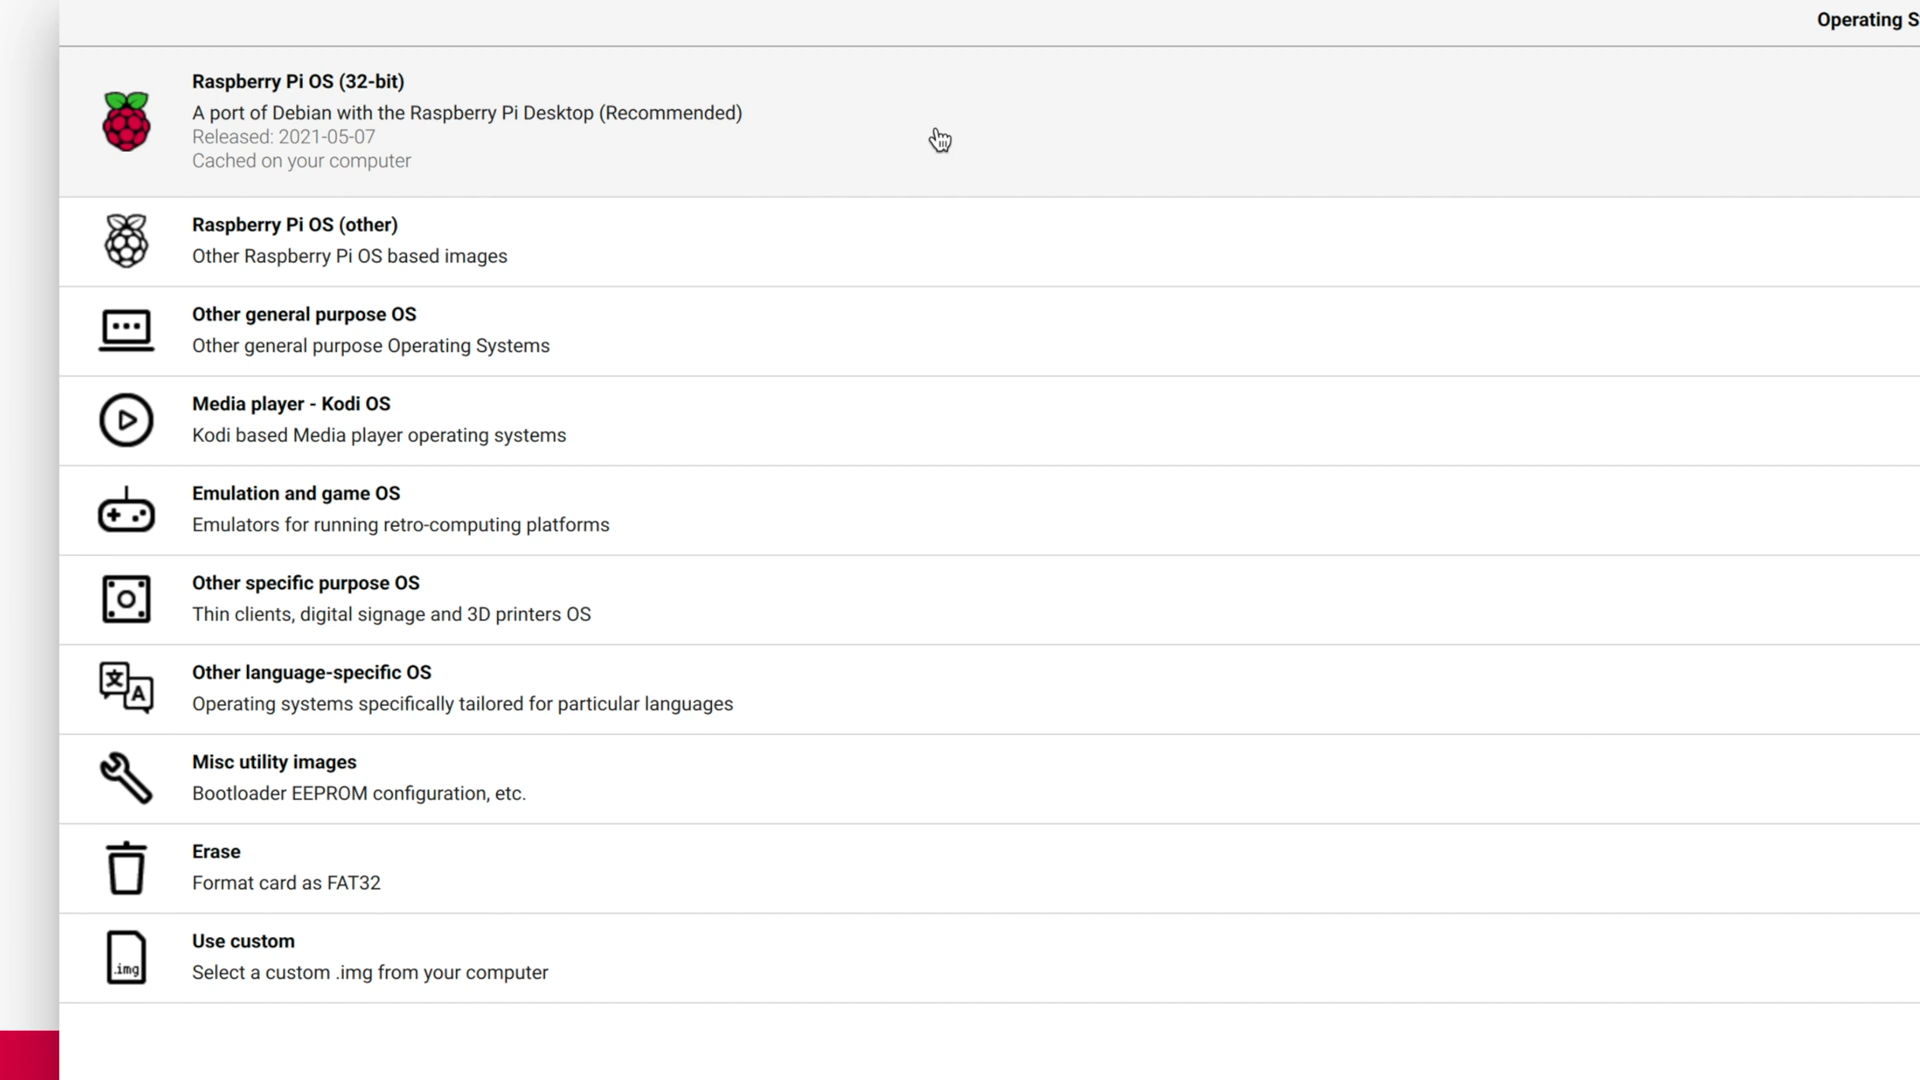 Operating S
Raspberry Pi OS (32-bit)
A port of Debian with the Raspberry Pi Desktop (Recommended)
Released: 2021-05-07
Cached on your computer
Raspberry Pi OS (other)
Other Raspberry Pi OS based images
Other general purpose OS
Other general purpose Operating Systems
Media player - Kodi OS
Kodi based Media player operating systems
Emulation and game OS
Emulators for running retro-computing platforms
Other specific purpose OS
Thin clients, digital signage and 3D printers OS
文
A
Other language-specific OS
Operating systems specifically tailored for particular languages
Misc utility images
Bootloader EEPROM configuration, etc.
Erase
Format card as FAT32
Use custom
.img
Select a custom .img from your computer